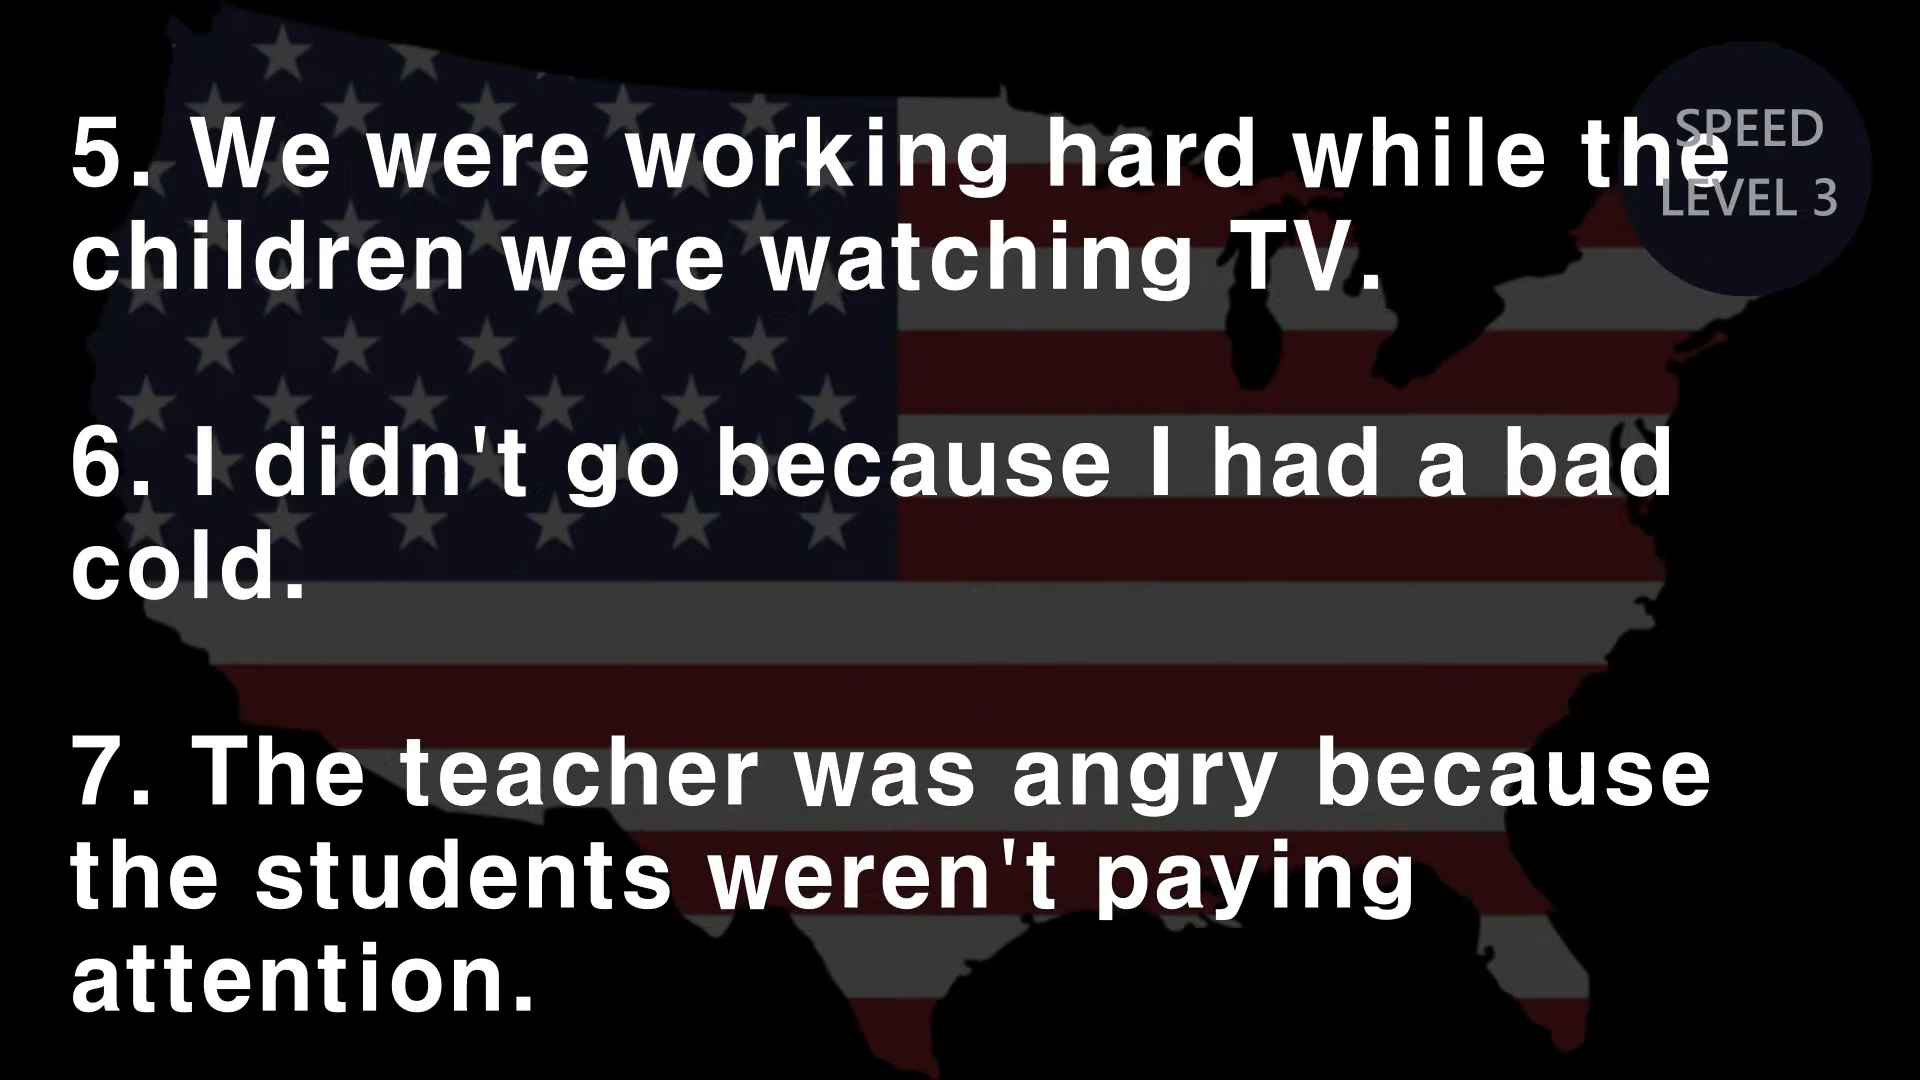 5. We were working hard while the
children were watching TV.
6. I didn't go because I had a bad
cold.
7. The teacher was angry because
the students weren't paying
attention.
SPEED
LEVEL 3